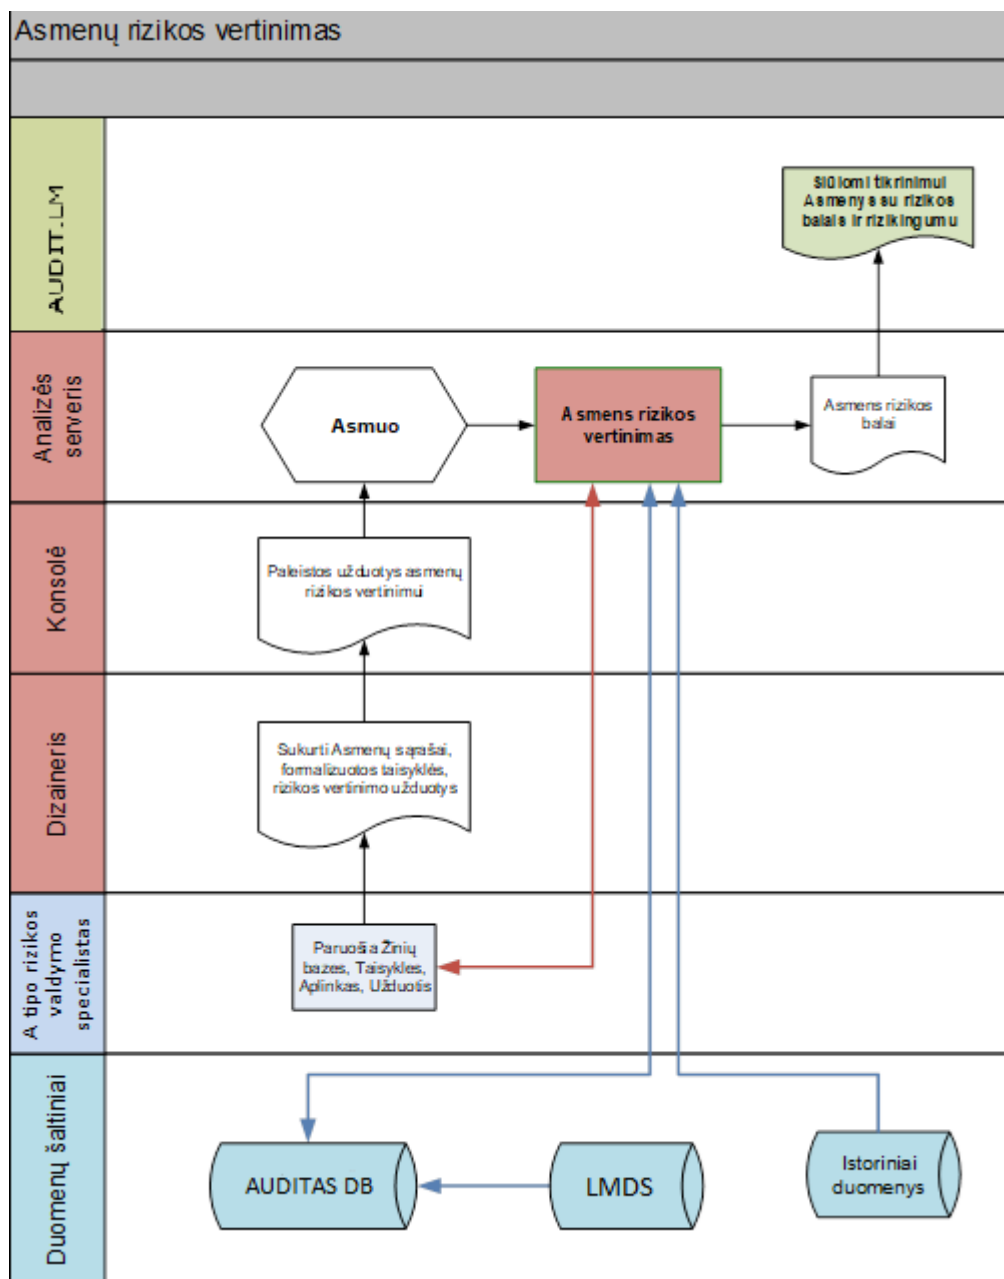 Asmenų rizikos vertinimas
AUDIT.LM
Siūlomi tikrinimui
Asmenys su rizikos
balais ir rizikingumu
Analizės
serveris
Asmuo
Asmens rizikos
vertinimas
Asmens rizikos
balai
Konsolė
Paleistos užduotys asmenų
rizikos vertinimui
Dizaineris
Sukurti Asmenų sąrašai,
formalizuotos taisyklės,
rizikos vertinimo užduotys
A tipo rizikos
valdymo
specialistas
Paruošia Žinių
bazes, Taisykles,
Aplinkas, Užduotis
Duomenų šaltiniai
AUDITAS DB
LMDS
Istoriniai
duomenys